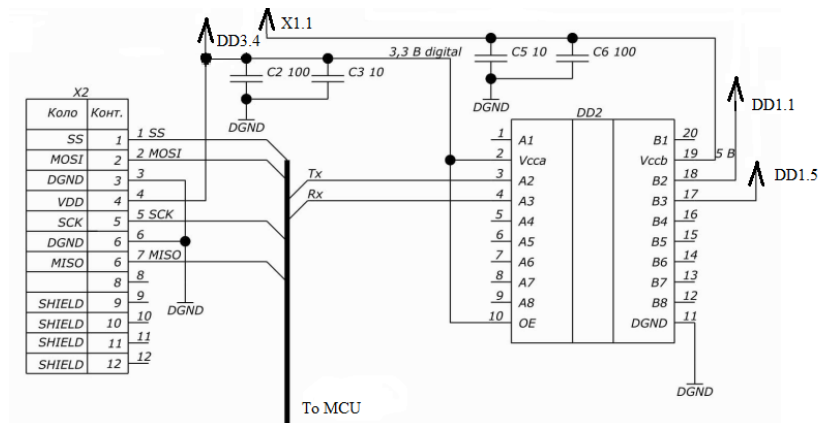 X1.1
DD3.4
3,3 В digital
C5 10
C6 100
C2 100
C3 10
DGND
DGND
X2
Коло Конт.
SS 1 1 SS
MOSI 2 2 MOSI
DGND 3 3
VDD 4 4
SCK 5 5 SCK
DGND 6 6
MISO 6 7 MISO
8 8
SHIELD 9 9
SHIELD 10 10
SHIELD 11 11
SHIELD 12 12
DGND
Tx
Rx
To MCU
DD2
1 A1 B1 20
2 Vcca Vccb 19 5 В
3 A2 B2 18
4 A3 B3 17
5 A4 B4 16
6 A5 B5 15
7 A6 B6 14
8 A7 B7 13
9 A8 B8 12
10 OE DGND 11
DD1.1
DD1.5
DGND